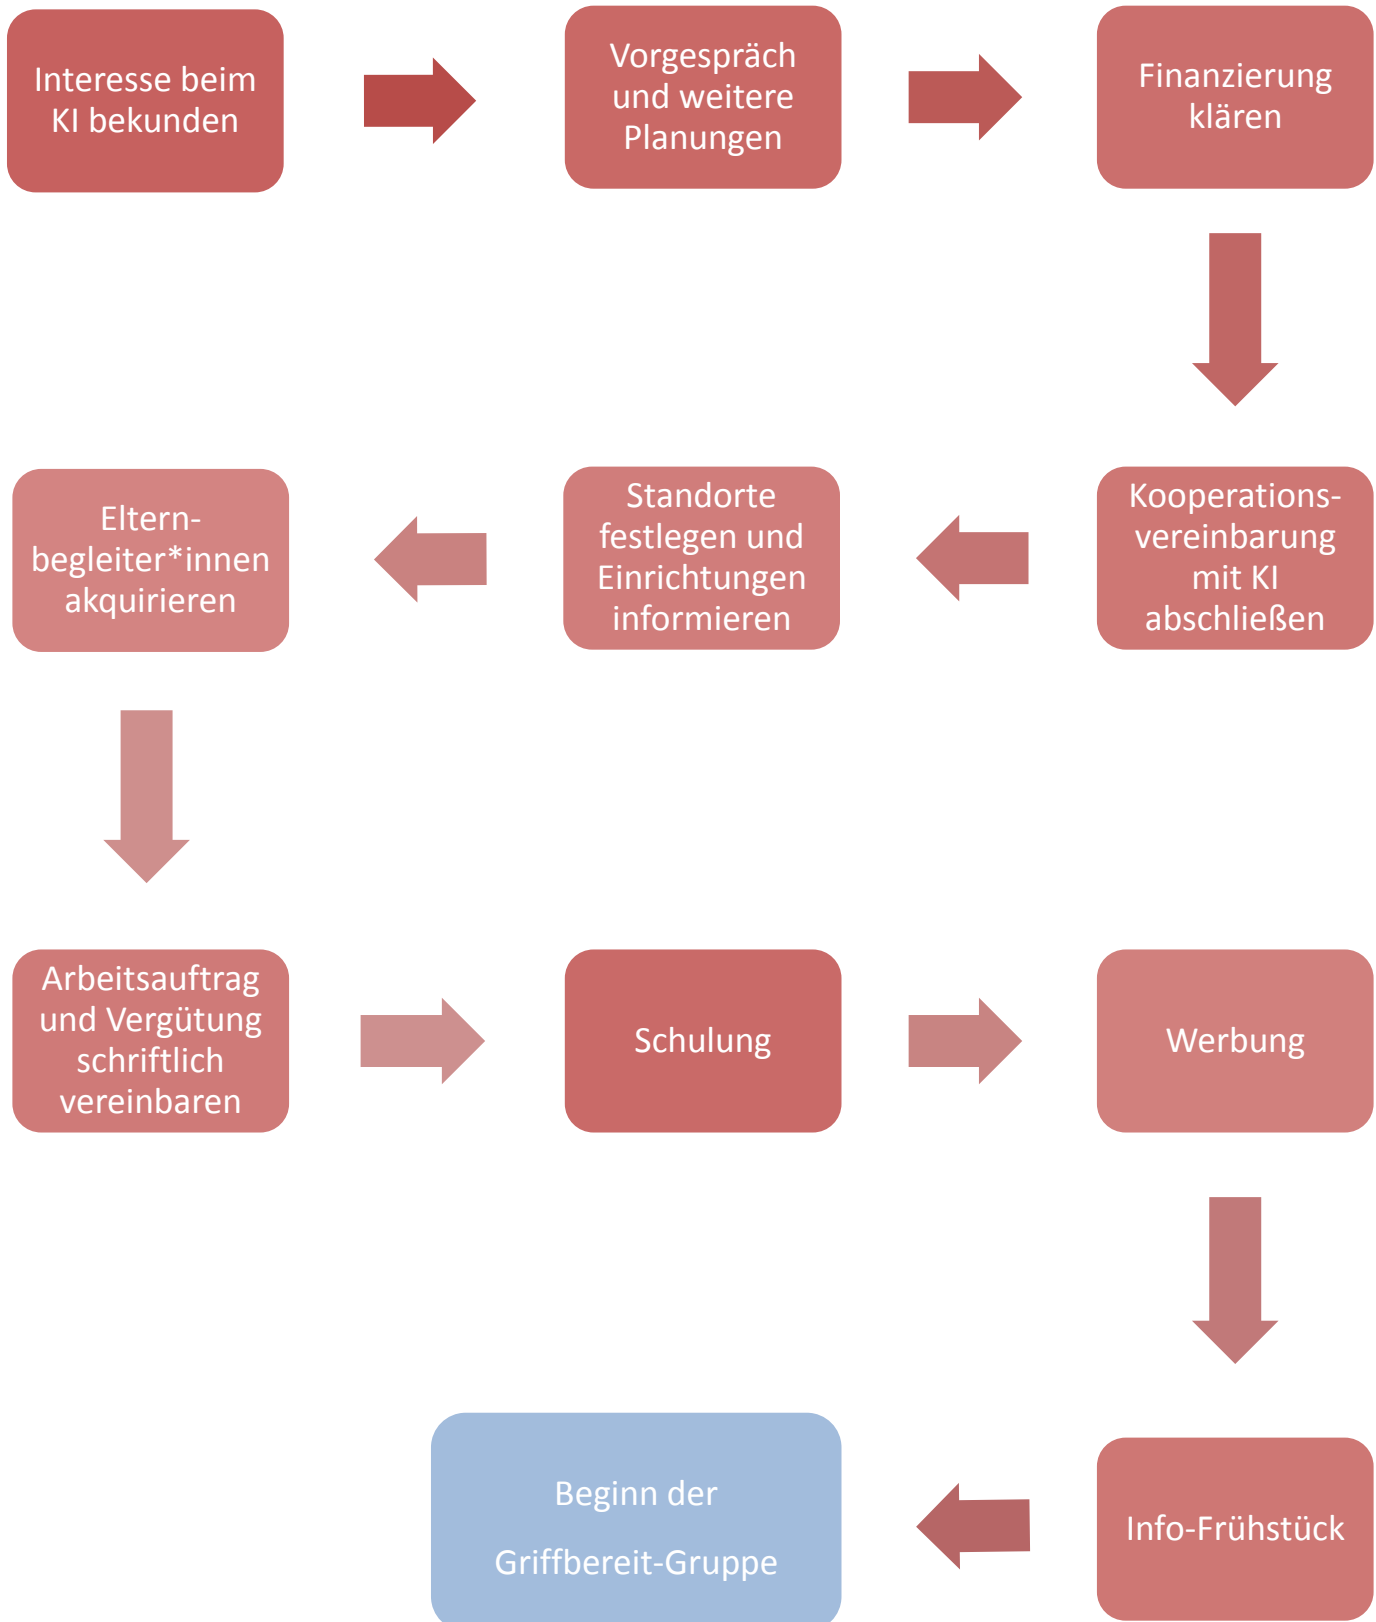 Interesse beim
KI bekunden
Vorgespräch
und weitere
Planungen
Finanzierung
klären
Kooperations-
vereinbarung
mit KI
abschließen
Standorte
festlegen und
Einrichtungen
informieren
Eltern-
begleiter*innen
akquirieren
Arbeitsauftrag
und Vergütung
schriftlich
vereinbaren
Schulung
Werbung
Info-Frühstück
Beginn der
Griffbereit-Gruppe